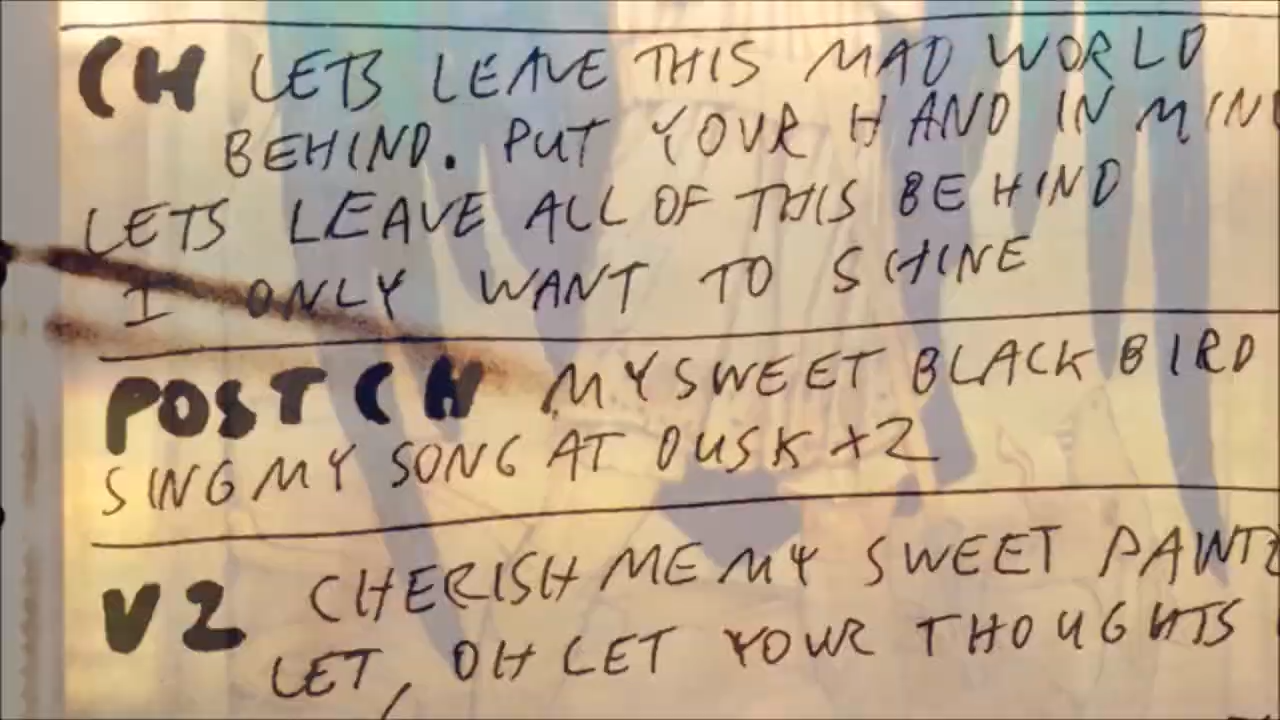 CH LETS LEAVE THIS MAD WORLD
BEHIND. PUT YOUR HAND IN MIN
LETS LEAVE ALL OF THIS BEHIND
I ONLY WANT TO SHINE
POST CH MY SWEET BLACK BIRD
SING MY SONG AT DUSK X2
V2 CHERISH ME MY SWEET
LET, OH LET YOUR THOUGHTS